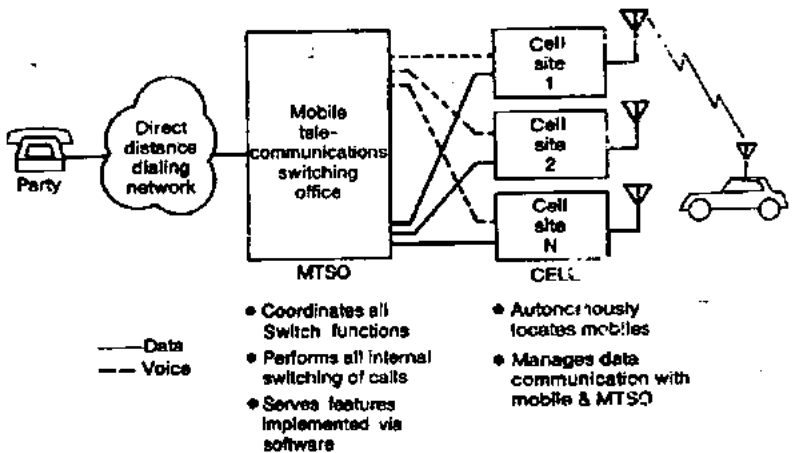 Party
Direct
distance
dialing
network
Mobile
tele-
communications
switching
office
MTSO
Cell
site
1
Cell
site
2
Cell
site
N
CELL
Data
Voice
• Coordinates all
Switch functions
• Performs all internal
switching of calls
• Serves features
implemented via
software
• Autonomously
locates mobiles
• Manages data
communication with
mobile & MTSO